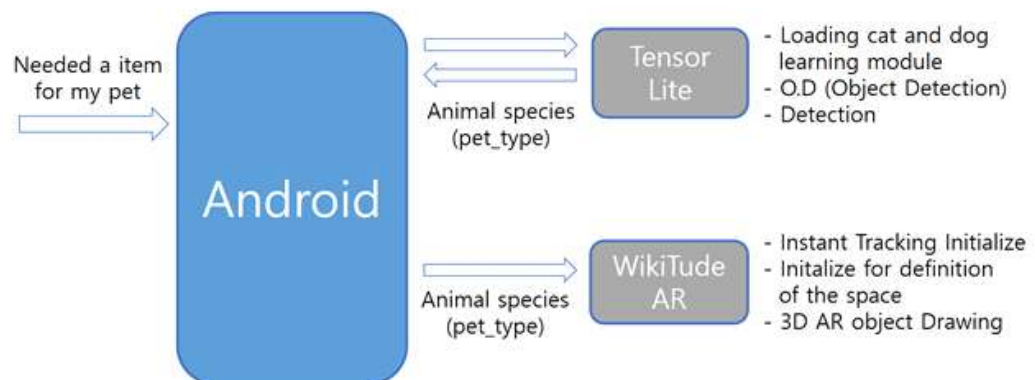 Needed a item
for my pet
Android
Animal species
(pet_type)
Tensor
Lite
- Loading cat and dog
learning module
- O.D (Object Detection)
- Detection
Animal species
(pet_type)
WikiTude
AR
- Instant Tracking Initialize
- Initalize for definition
of the space
- 3D AR object Drawing